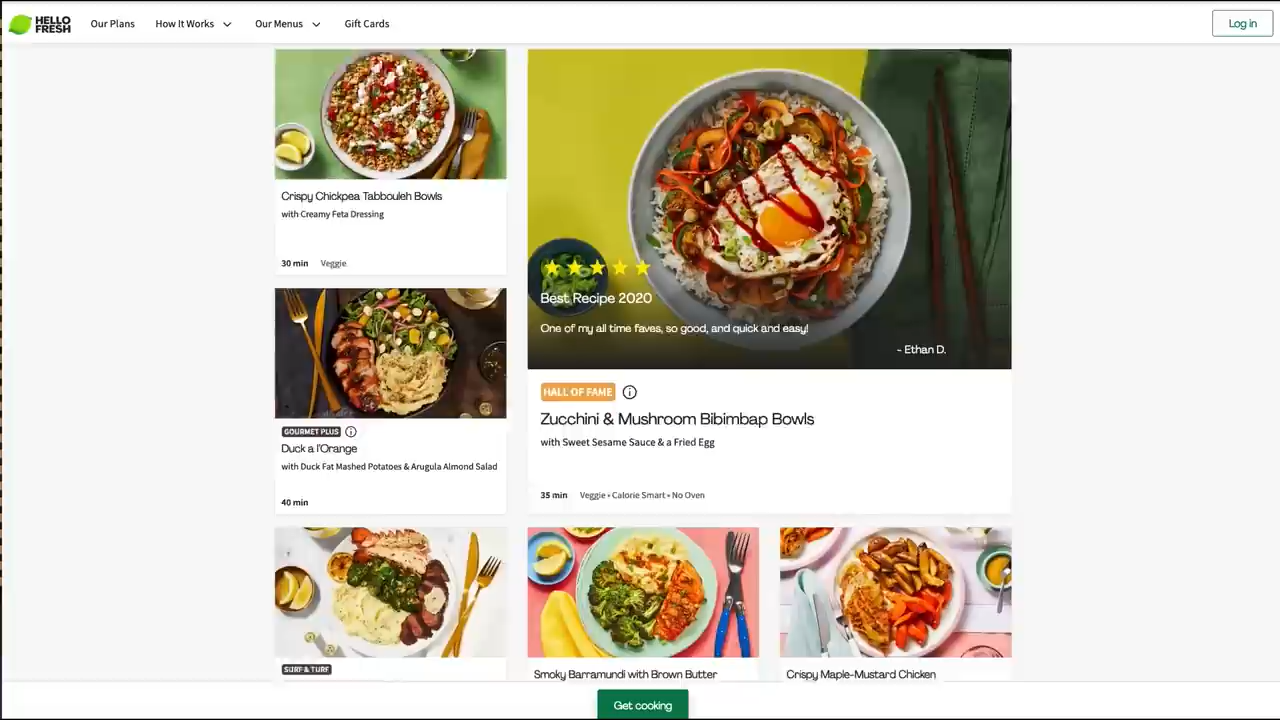 HELLO
FRESH
Our Plans
How It Works
Our Menus
Gift Cards
Log in
Crispy Chickpea Tabbouleh Bowls
with Creamy Feta Dressing
30 min Veggie
Best Recipe 2020
One of my all time faves, so good, and quick and easy!
~ Ethan D.
HALL OF FAME
Zucchini & Mushroom Bibimbap Bowls
with Sweet Sesame Sauce & a Fried Egg
35 min Veggie • Calorie Smart • No Oven
GOURMET PLUS
Duck a l'Orange
with Duck Fat Mashed Potatoes & Arugula Almond Salad
40 min
SURF & TURF
Smoky Barramundi with Brown Butter
Crispy Maple-Mustard Chicken
Get cooking